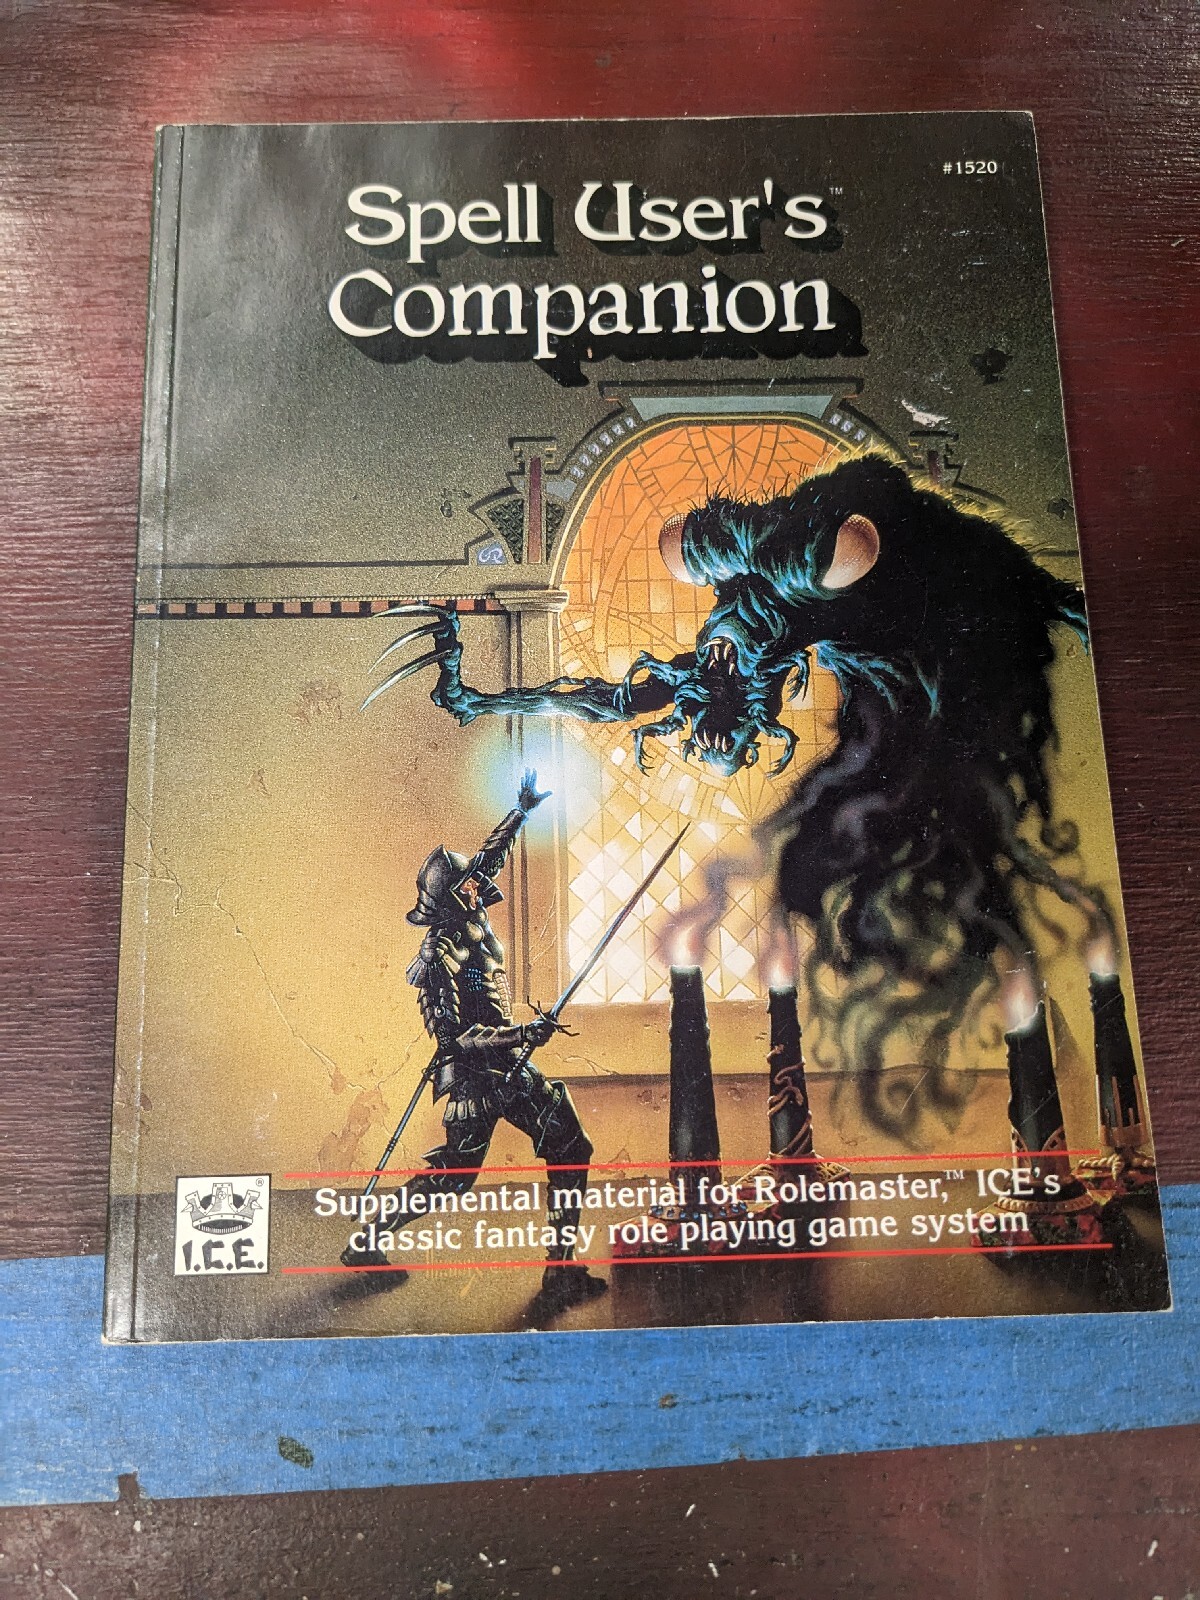 #1520
Spell User's™
Companion
Supplemental material for Rolemaster,™ ICE's
classic fantasy role playing game system
®
I.C.E.